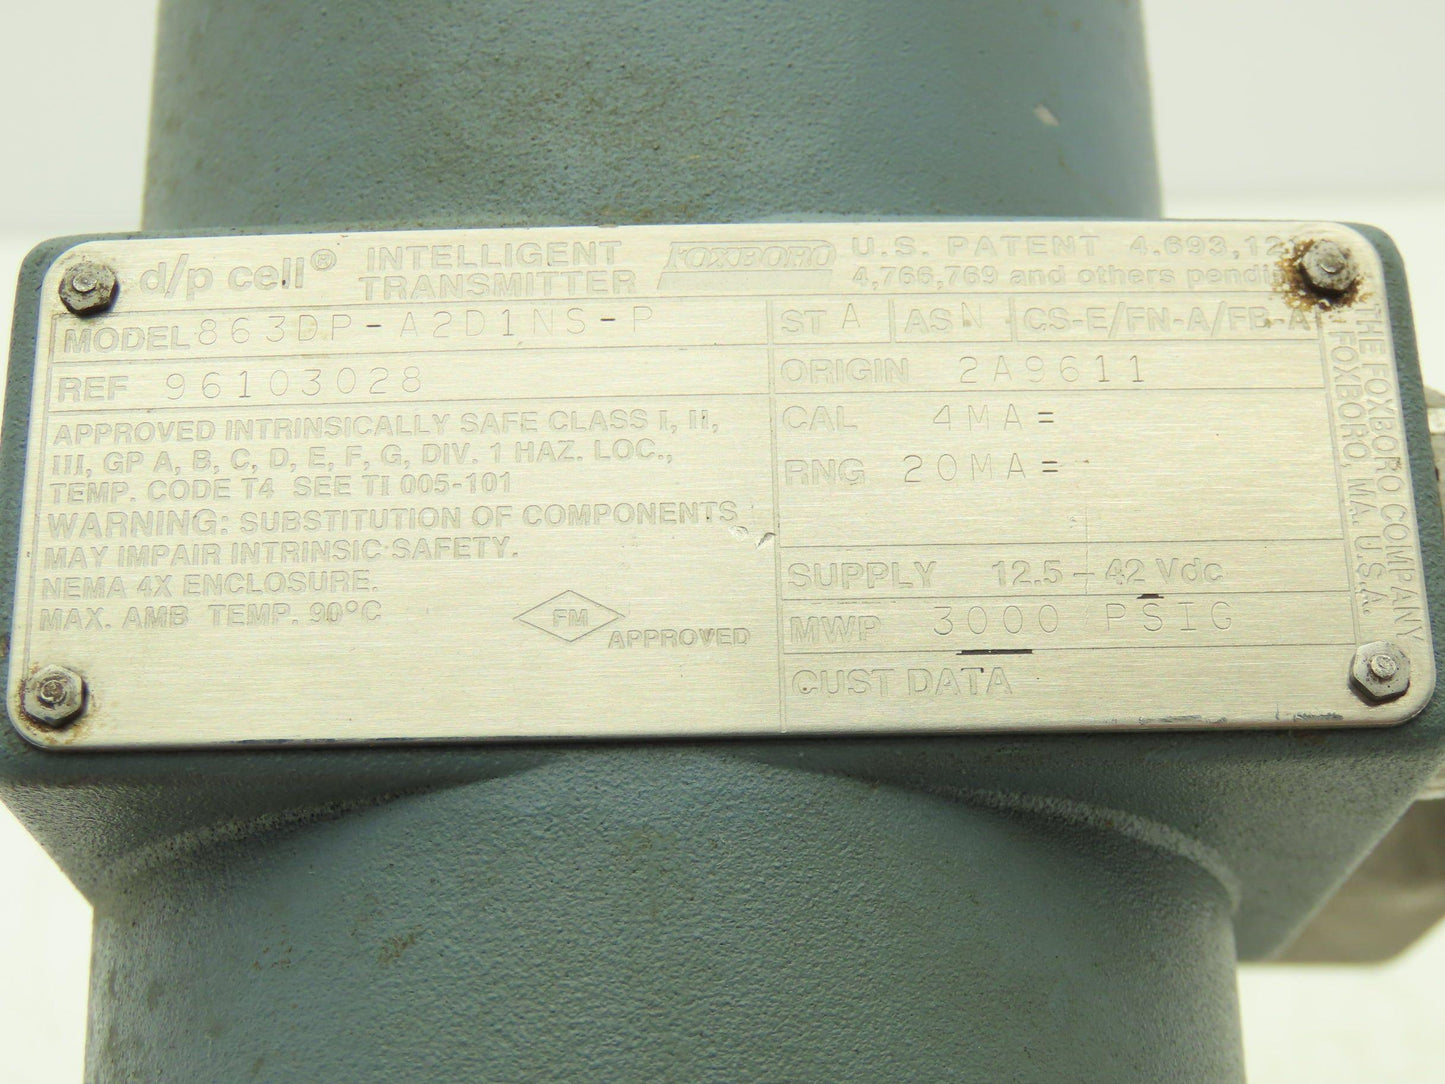 d/p cell® INTELLIGENT TRANSMITTER FOXBORO U.S. PATENT 4,693,12
4,766,769 and others pending
MODEL 863DP-A2D1NS-P
ST A AS N CS-E/FN-A/FB-A
REF 96103028
ORIGIN 2A9611
APPROVED INTRINSICALLY SAFE CLASS I, II,
III, GP A, B, C, D, E, F, G, DIV. 1 HAZ. LOC.,
TEMP. CODE T4 SEE TI 005-101
WARNING: SUBSTITUTION OF COMPONENTS
MAY IMPAIR INTRINSIC SAFETY.
NEMA 4X ENCLOSURE.
MAX. AMB TEMP. 90°C
FM APPROVED
CAL 4MA=
RNG 20MA=
SUPPLY 12.5-42 Vdc
MWP 3000 PSIG
CUST DATA
THE FOXBORO COMPANY
FOXBORO, MA. U.S.A.